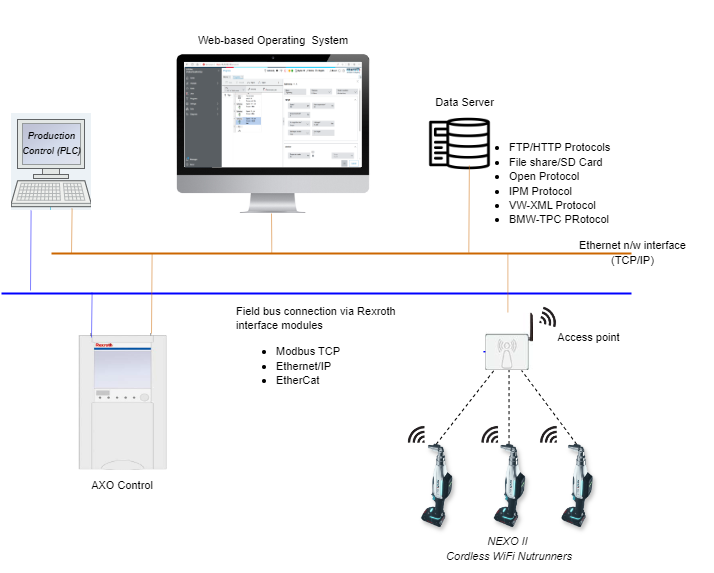 Web-based Operating System
Data Server
Production
Control (PLC)
FTP/HTTP Protocols
File share/SD Card
Open Protocol
IPM Protocol
VW-XML Protocol
BMW-TPC PRotocol
Ethernet n/w interface
(TCP/IP)
Field bus connection via Rexroth
interface modules
Modbus TCP
Ethernet/IP
EtherCat
Access point
Rexroth
AXO Control
NEXO II
Cordless WiFi Nutrunners